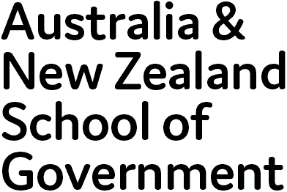 Australia &
New Zealand
School of
Government